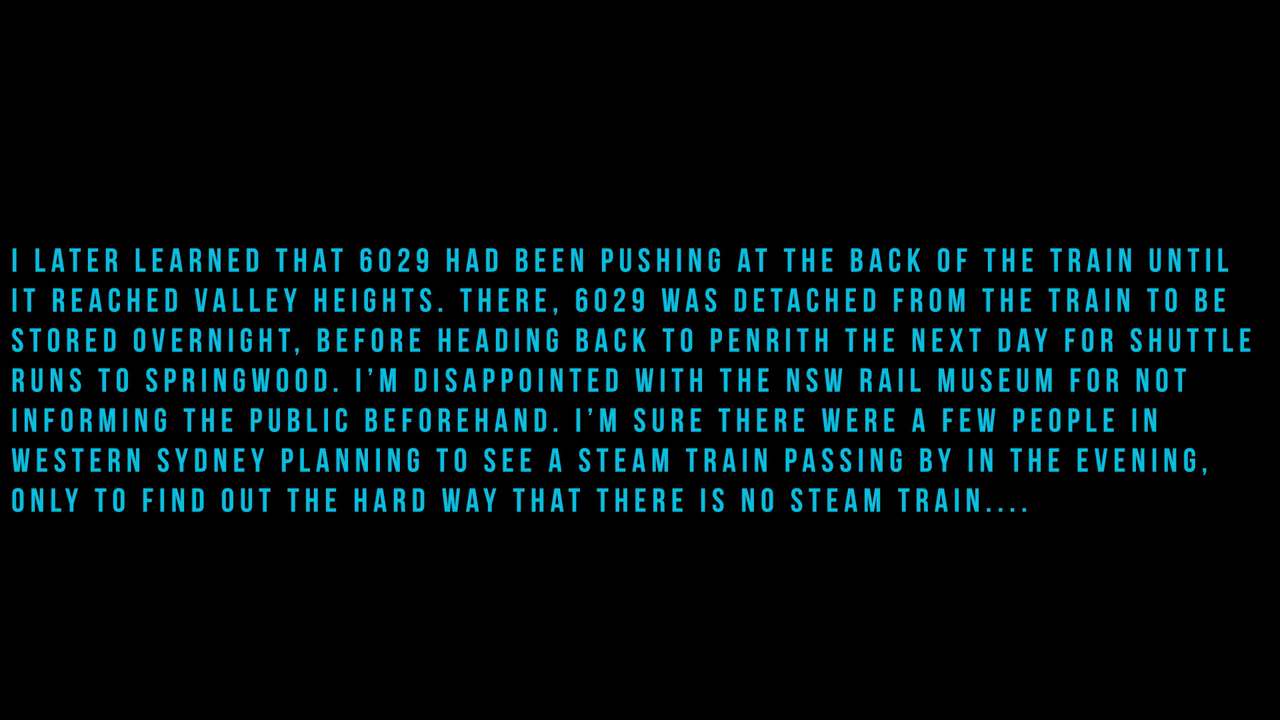 I LATER LEARNED THAT 6029 HAD BEEN PUSHING AT THE BACK OF THE TRAIN UNTIL
IT REACHED VALLEY HEIGHTS. THERE, 6029 WAS DETACHED FROM THE TRAIN TO BE
STORED OVERNIGHT, BEFORE HEADING BACK TO PENRITH THE NEXT DAY FOR SHUTTLE
RUNS TO SPRINGWOOD. I’M DISAPPOINTED WITH THE NSW RAIL MUSEUM FOR NOT
INFORMING THE PUBLIC BEFOREHAND. I’M SURE THERE WERE A FEW PEOPLE IN
WESTERN SYDNEY PLANNING TO SEE A STEAM TRAIN PASSING BY IN THE EVENING,
ONLY TO FIND OUT THE HARD WAY THAT THERE IS NO STEAM TRAIN....